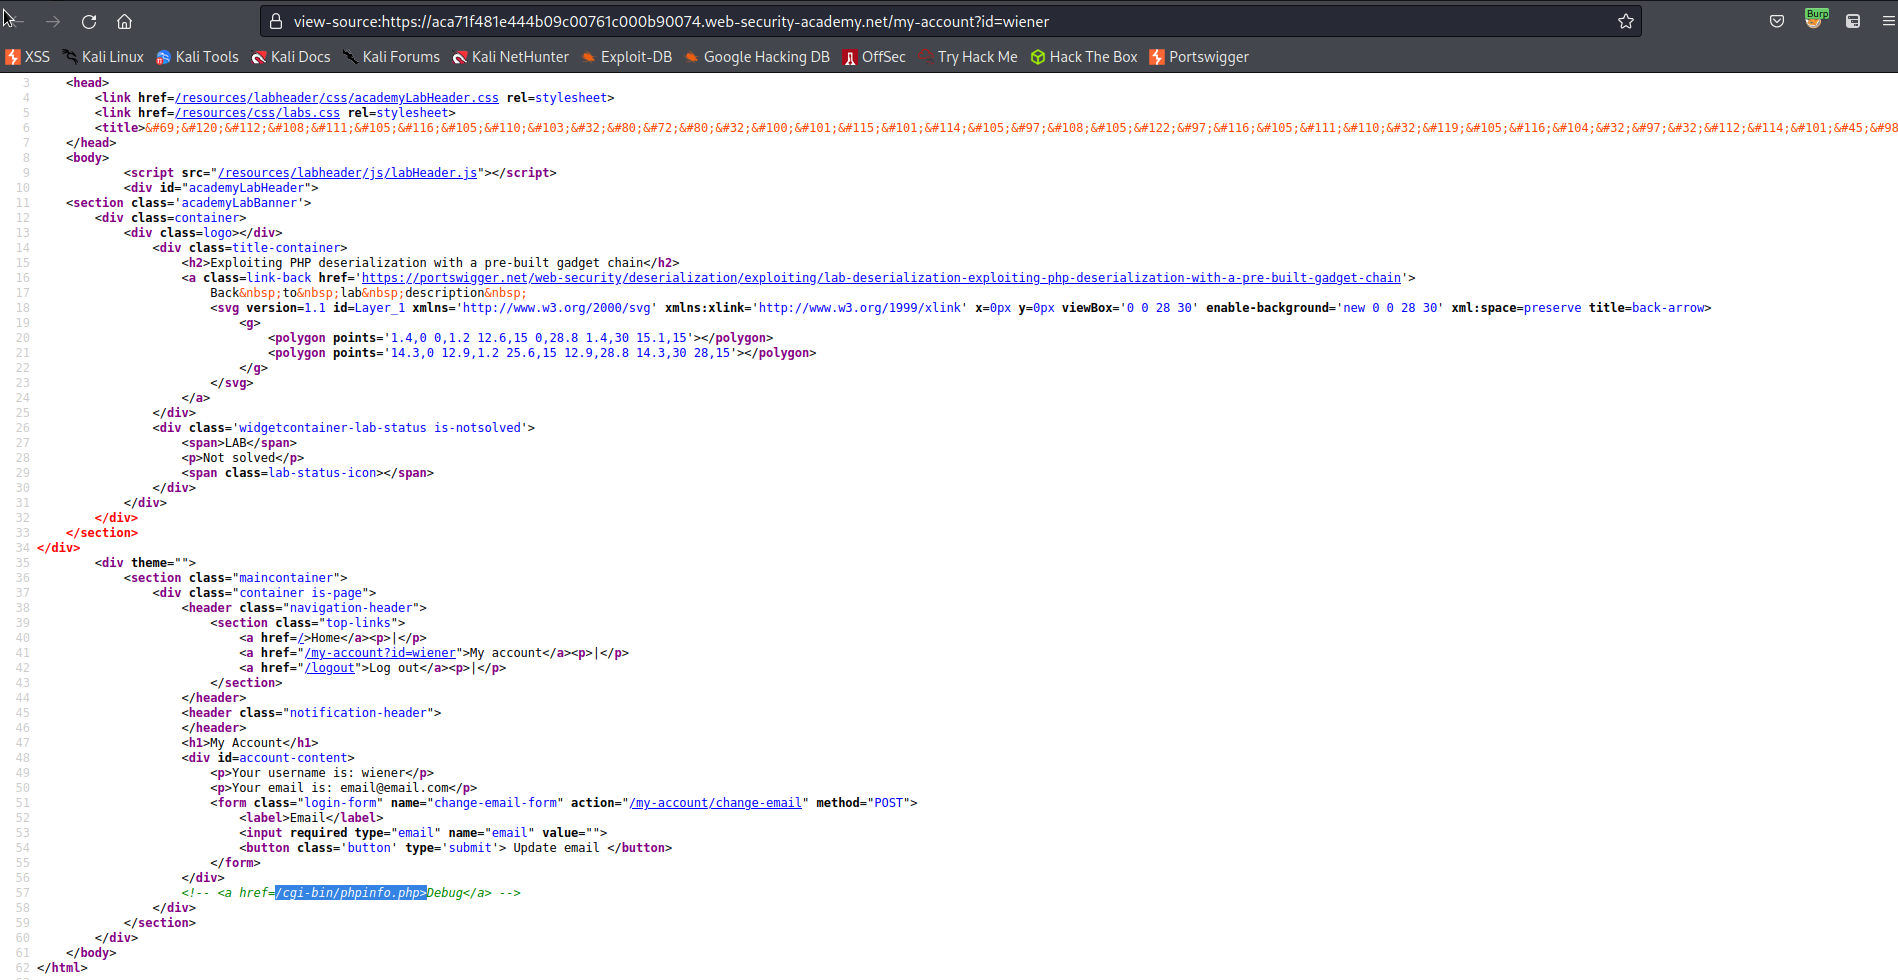 view-source:https://aca71f481e444b09c00761c000b90074.web-security-academy.net/my-account?id=wiener
Burp
XSS Kali Linux Kali Tools Kali Docs Kali Forums Kali NetHunter Exploit-DB Google Hacking DB OffSec Try Hack Me Hack The Box Portswigger
3 <head>
4 <link href=/resources/labheader/css/academyLabHeader.css rel=stylesheet>
5 <link href=/resources/css/labs.css rel=stylesheet>
6 <title>&#69;&#120;&#112;&#108;&#111;&#105;&#116;&#105;&#110;&#103;&#32;&#80;&#72;&#80;&#32;&#100;&#101;&#115;&#101;&#114;&#105;&#97;&#108;&#105;&#122;&#97;&#116;&#105;&#111;&#110;&#32;&#119;&#105;&#116;&#104;&#32;&#97;&#32;&#112;&#114;&#101;&#45;&#98
7 </head>
8 <body>
9 <script src="/resources/labheader/js/labHeader.js"></script>
10 <div id="academyLabHeader">
11 <section class='academyLabBanner'>
12 <div class=container>
13 <div class=logo></div>
14 <div class=title-container>
15 <h2>Exploiting PHP deserialization with a pre-built gadget chain</h2>
16 <a class=link-back href='https://portswigger.net/web-security/deserialization/exploiting/lab-deserialization-exploiting-php-deserialization-with-a-pre-built-gadget-chain'>
17 Back&nbsp;to&nbsp;lab&nbsp;description&nbsp;
18 <svg version=1.1 id=Layer_1 xmlns='http://www.w3.org/2000/svg' xmlns:xlink='http://www.w3.org/1999/xlink' x=0px y=0px viewBox='0 0 28 30' enable-background='new 0 0 28 30' xml:space=preserve title=back-arrow>
19 <g>
20 <polygon points='1.4,0 0,1.2 12.6,15 0,28.8 1.4,30 15.1,15'></polygon>
21 <polygon points='14.3,0 12.9,1.2 25.6,15 12.9,28.8 14.3,30 28,15'></polygon>
22 </g>
23 </svg>
24 </a>
25 </div>
26 <div class='widgetcontainer-lab-status is-notsolved'>
27 <span>LAB</span>
28 <p>Not solved</p>
29 <span class=lab-status-icon></span>
30 </div>
31 </div>
32 </div>
33 </section>
34 </div>
35 <div theme="">
36 <section class="maincontainer">
37 <div class="container is-page">
38 <header class="navigation-header">
39 <section class="top-links">
40 <a href=/>Home</a><p>|</p>
41 <a href="/my-account?id=wiener">My account</a><p>|</p>
42 <a href="/logout">Log out</a><p>|</p>
43 </section>
44 </header>
45 <header class="notification-header">
46 </header>
47 <h1>My Account</h1>
48 <div id=account-content>
49 <p>Your username is: wiener</p>
50 <p>Your email is: email@email.com</p>
51 <form class="login-form" name="change-email-form" action="/my-account/change-email" method="POST">
52 <label>Email</label>
53 <input required type="email" name="email" value="">
54 <button class='button' type='submit'> Update email </button>
55 </form>
56 </div>
57 <!-- <a href=/cgi-bin/phpinfo.php>Debug</a> -->
58 </div>
59 </section>
60 </div>
61 </body>
62 </html>